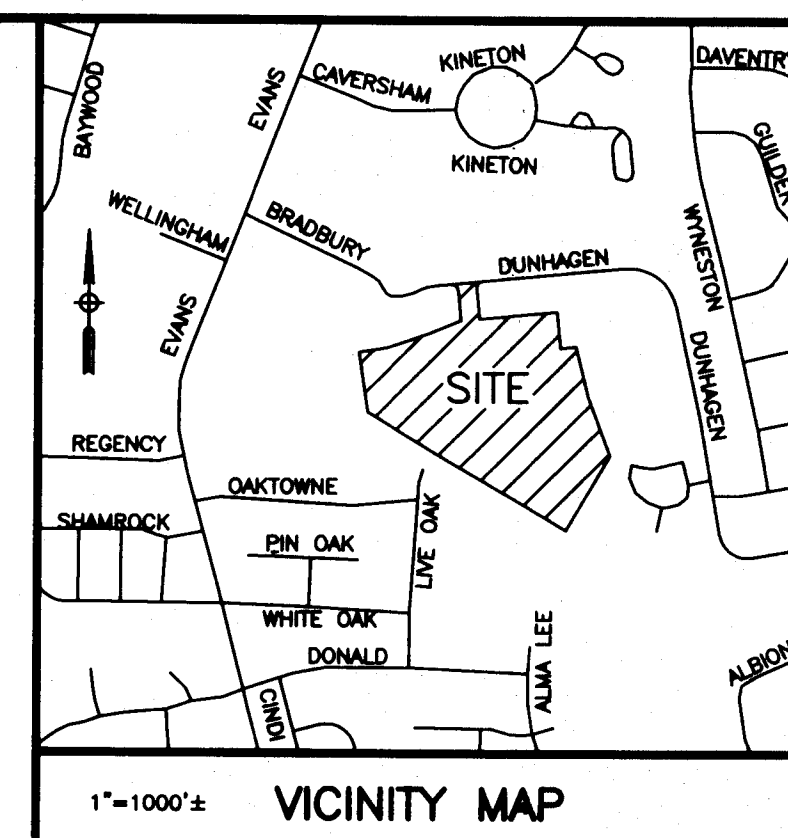 KINETON
DAVENTRY
BAYWOOD
EVANS
CAVERSHAM
KINETON
GUILDER
WELLINGHAM
BRADBURY
WYNESTON
DUNHAGEN
EVANS
DUNHAGEN
SITE
REGENCY
OAKTOWNE
SHAMROCK
LIVE OAK
PIN OAK
WHITE OAK
DONALD
ALMA LEE
ALBION
CINDI
1"=1000'±
VICINITY MAP